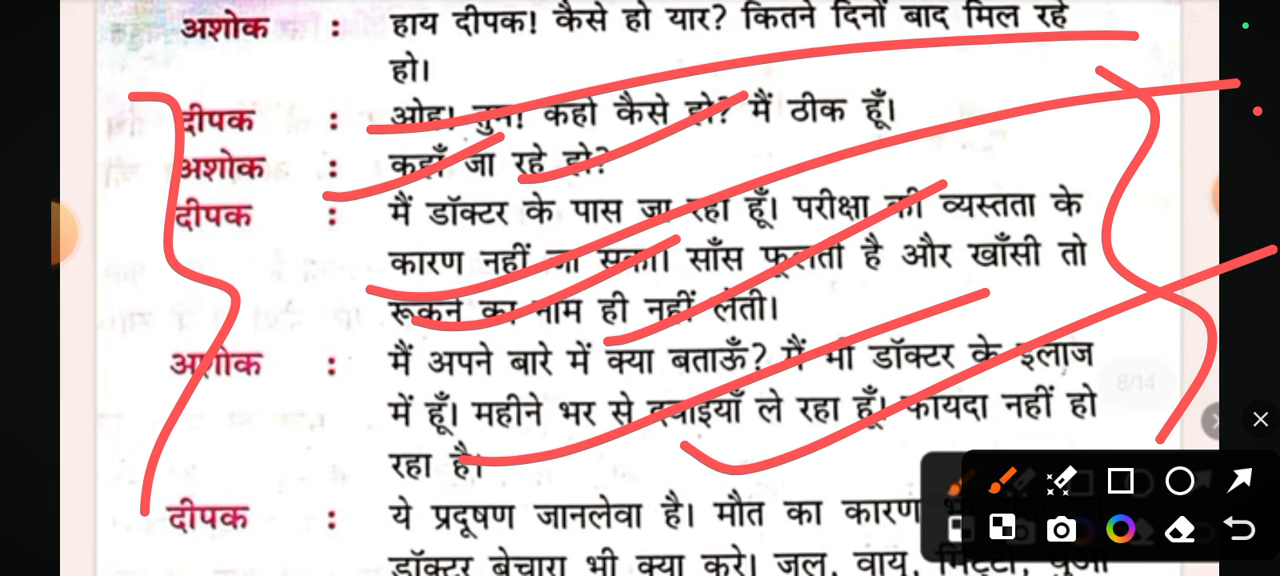 अशोक : हाय दीपक! कैसे हो यार? कितने दिनों बाद मिल रहे
हो।
दीपक : ओह! तुम! कहो कैसे हो? मैं ठीक हूँ।
अशोक : कहाँ जा रहे हो?
दीपक : मैं डॉक्टर के पास जा रहा हूँ। परीक्षा की व्यस्तता के
कारण नहीं जा सका। साँस फूलती है और खाँसी तो
रूकने का नाम ही नहीं लेती।
अशोक : मैं अपने बारे में क्या बताऊँ? मैं भी डॉक्टर के इलाज
में हूँ। महीने भर से दवाइयाँ ले रहा हूँ। फायदा नहीं हो
रहा है।
8/14
दीपक : ये प्रदूषण जानलेवा है। मौत का कारण
डॉक्टर बेचारा भी क्या करे। जल, वायु, मिट्टी, धुआँ